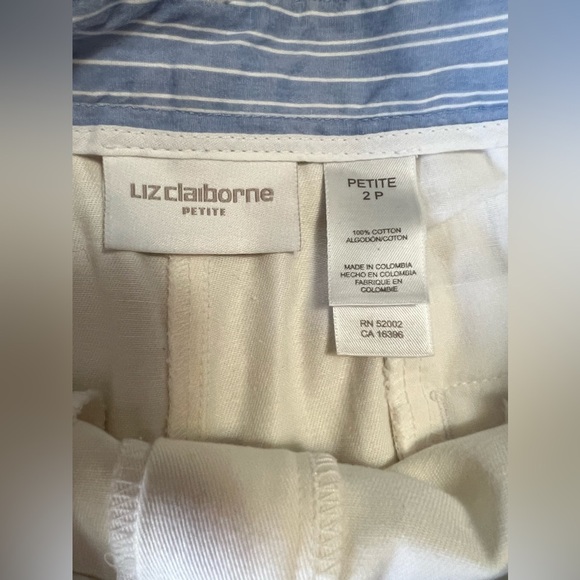 Liz claiborne
PETITE
PETITE
2 P
100% COTTON
ALGODÓN/COTON
MADE IN COLOMBIA
HECHO EN COLOMBIA
FABRIQUE EN
COLOMBIE
RN 52002
CA 16396